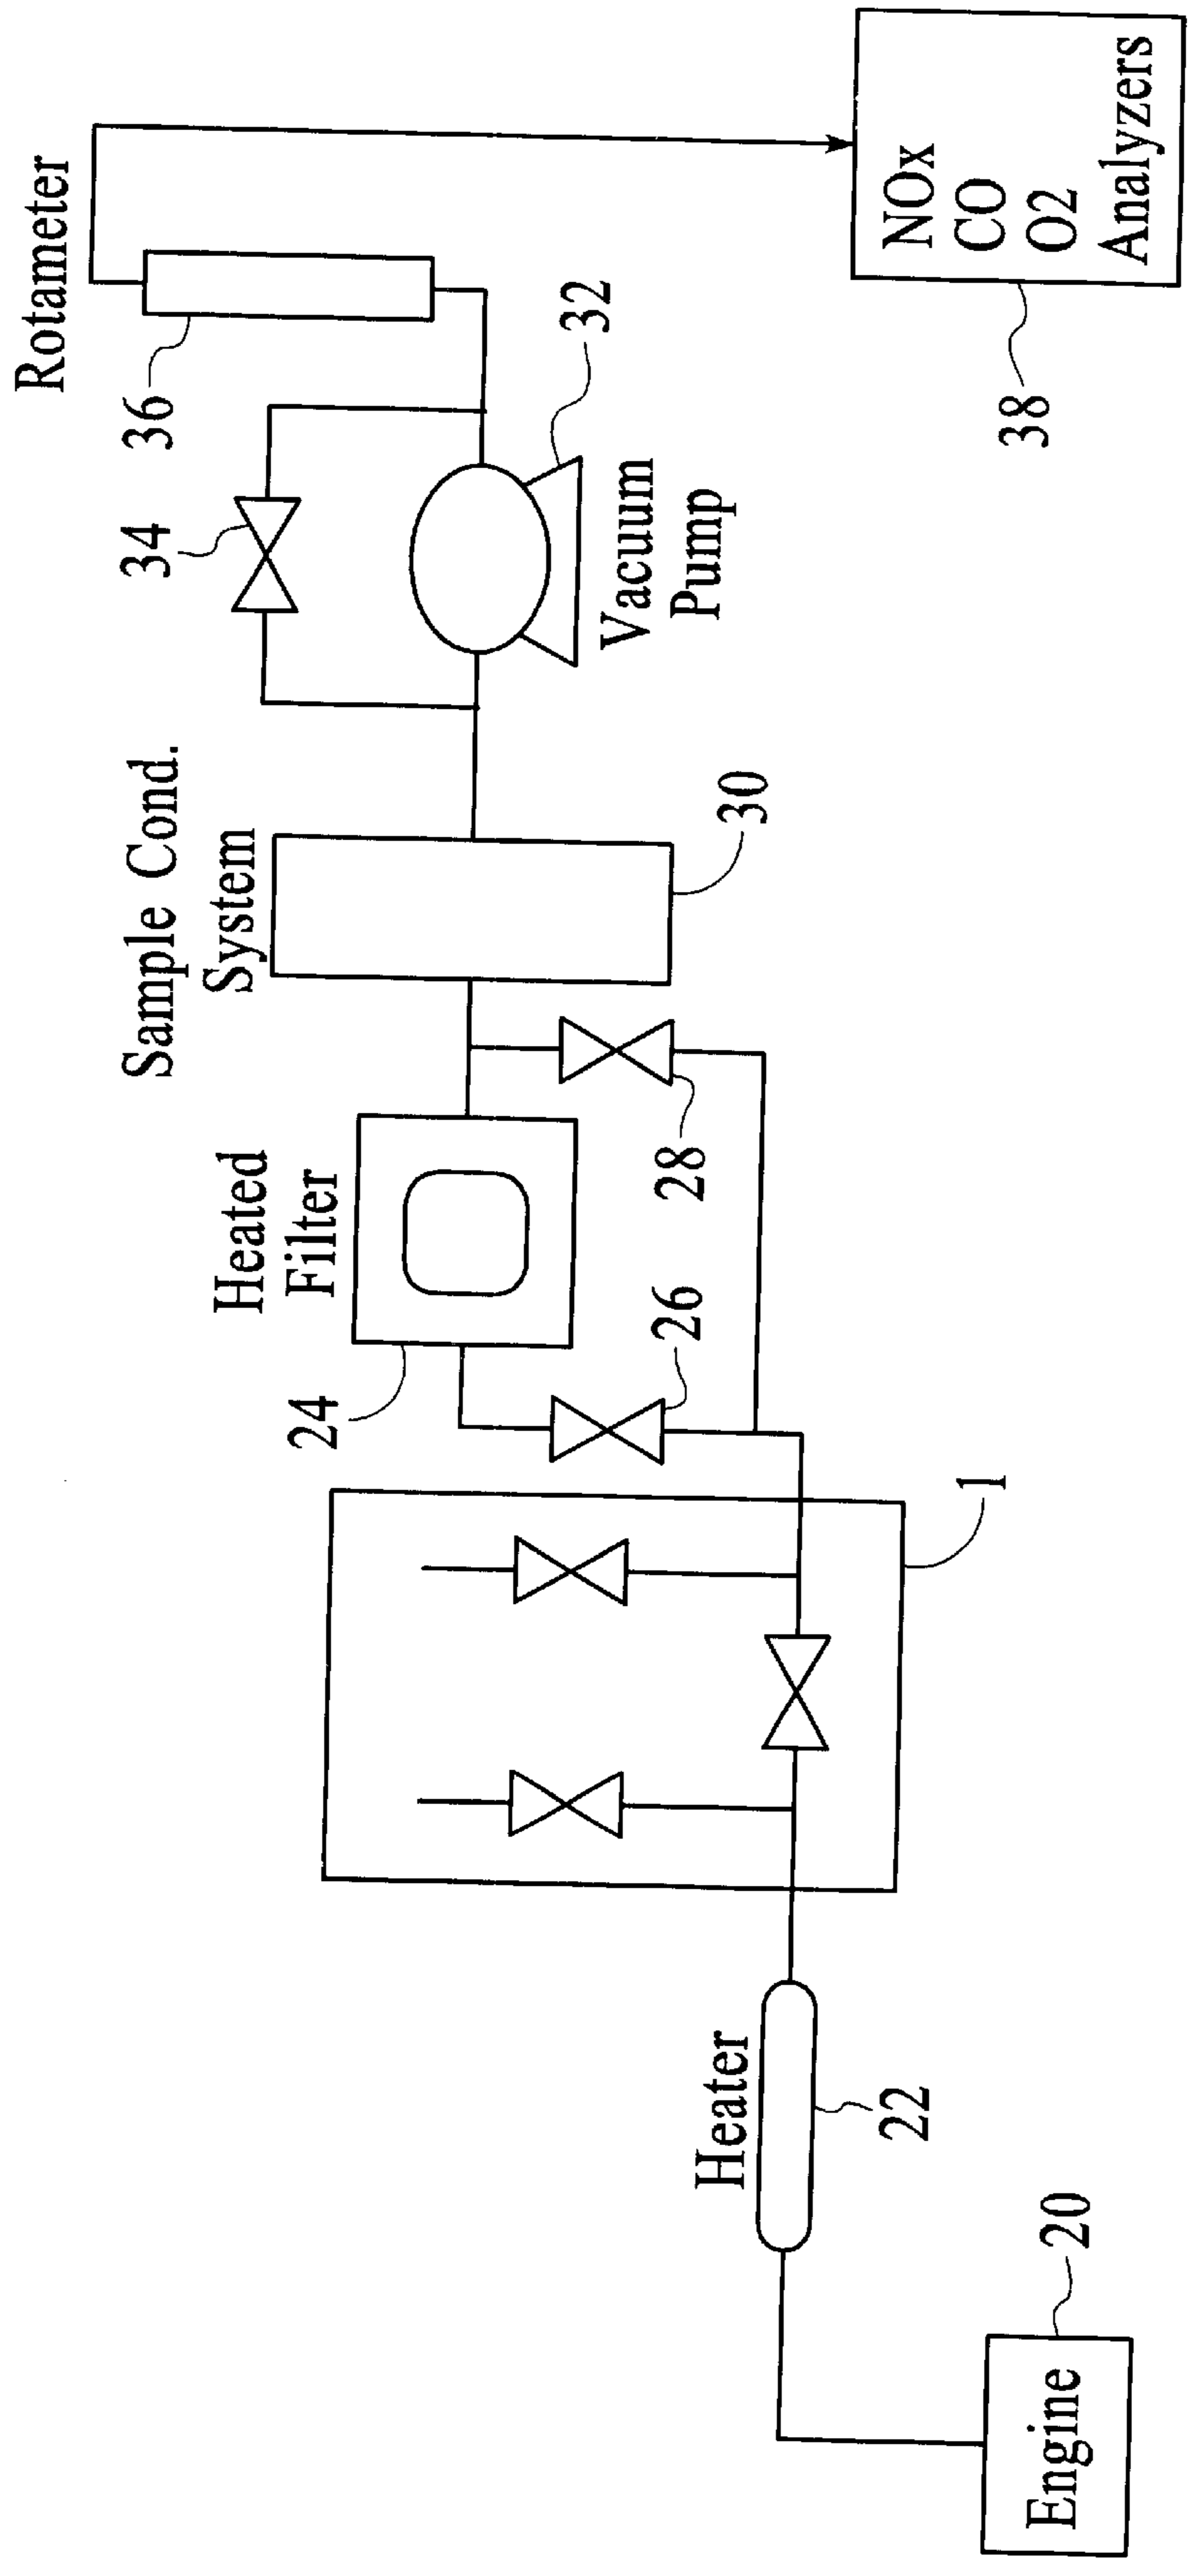 Engine
20
Heater
22
1
24
Heated
Filter
26
28
Sample Cond.
System
30
34
Vacuum
Pump
32
36
Rotameter
38
NOx
CO
O2
Analyzers